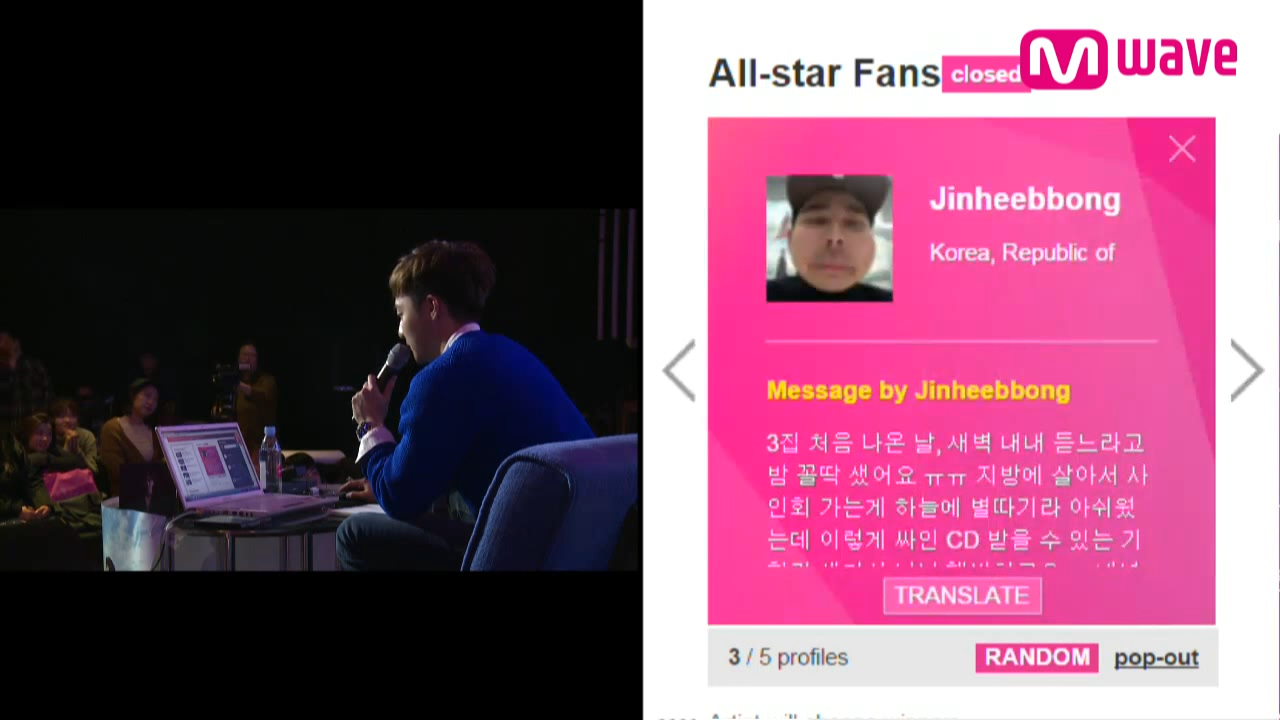 All-star Fans closed
M wave
Jinheebbong
Korea, Republic of
Message by Jinheebbong
3집 처음 나온 날, 새벽 내내 듣느라고
밤 꼴딱 샜어요 ㅠㅠ 지방에 살아서 사
인회 가는게 하늘에 별따기라 아쉬웠
는데 이렇게 싸인 CD 받을 수 있는 기
TRANSLATE
3 / 5 profiles
RANDOM
pop-out